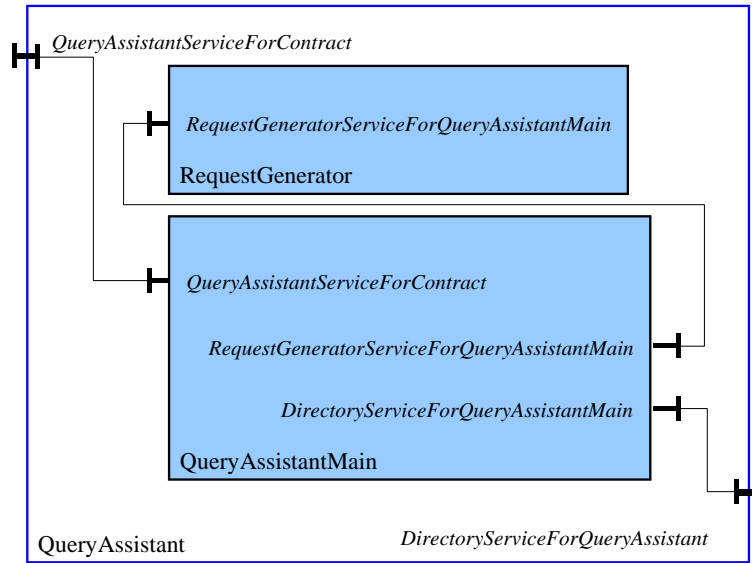 QueryAssistantServiceForContract
RequestGeneratorServiceForQueryAssistantMain
RequestGenerator
QueryAssistantServiceForContract
RequestGeneratorServiceForQueryAssistantMain
DirectoryServiceForQueryAssistantMain
QueryAssistantMain
DirectoryServiceForQueryAssistant
QueryAssistant